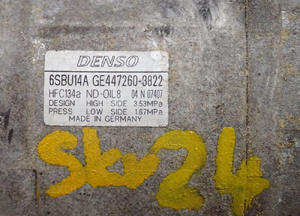 DENSO
6SBU14A GE447260-3822
HFC134a ND-OIL8 04 N 07407
DESIGN HIGH SIDE 3.53MPa
PRESS LOW SIDE 1.67MPa
MADE IN GERMANY
Skv24